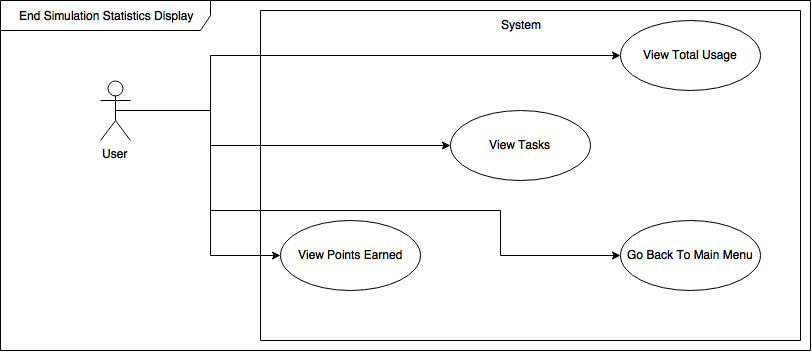 End Simulation Statistics Display
System
View Total Usage
View Tasks
User
View Points Earned
Go Back To Main Menu